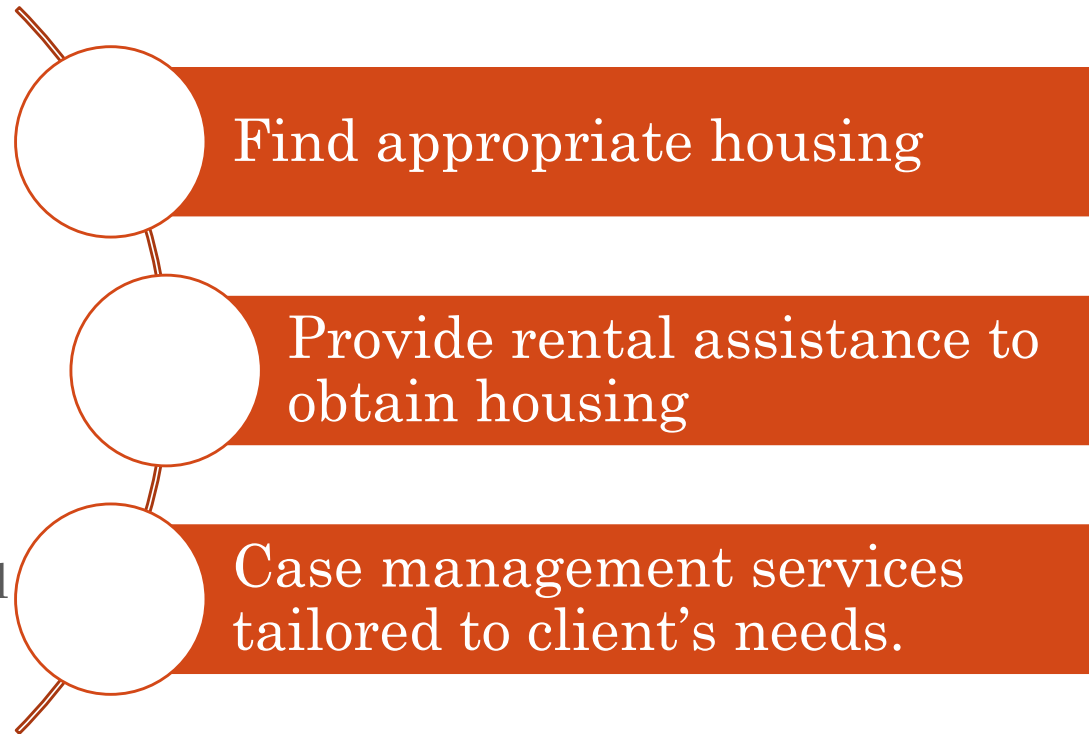 Find appropriate housing
Provide rental assistance to
obtain housing
Case management services
tailored to client’s needs.